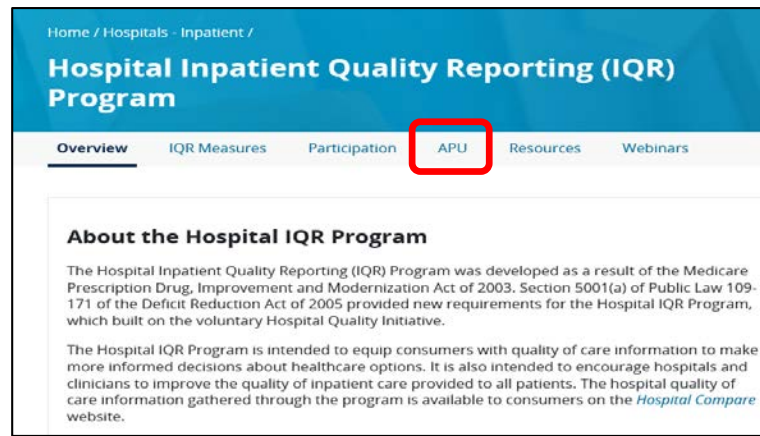 Home / Hospitals - Inpatient /
Hospital Inpatient Quality Reporting (IQR)
Program
Overview IQR Measures Participation APU Resources Webinars
About the Hospital IQR Program
The Hospital Inpatient Quality Reporting (IQR) Program was developed as a result of the Medicare
Prescription Drug, Improvement and Modernization Act of 2003. Section 5001(a) of Public Law 109-
171 of the Deficit Reduction Act of 2005 provided new requirements for the Hospital IQR Program,
which built on the voluntary Hospital Quality Initiative.
The Hospital IQR Program is intended to equip consumers with quality of care information to make
more informed decisions about healthcare options. It is also intended to encourage hospitals and
clinicians to improve the quality of inpatient care provided to all patients. The hospital quality of
care information gathered through the program is available to consumers on the Hospital Compare
website.